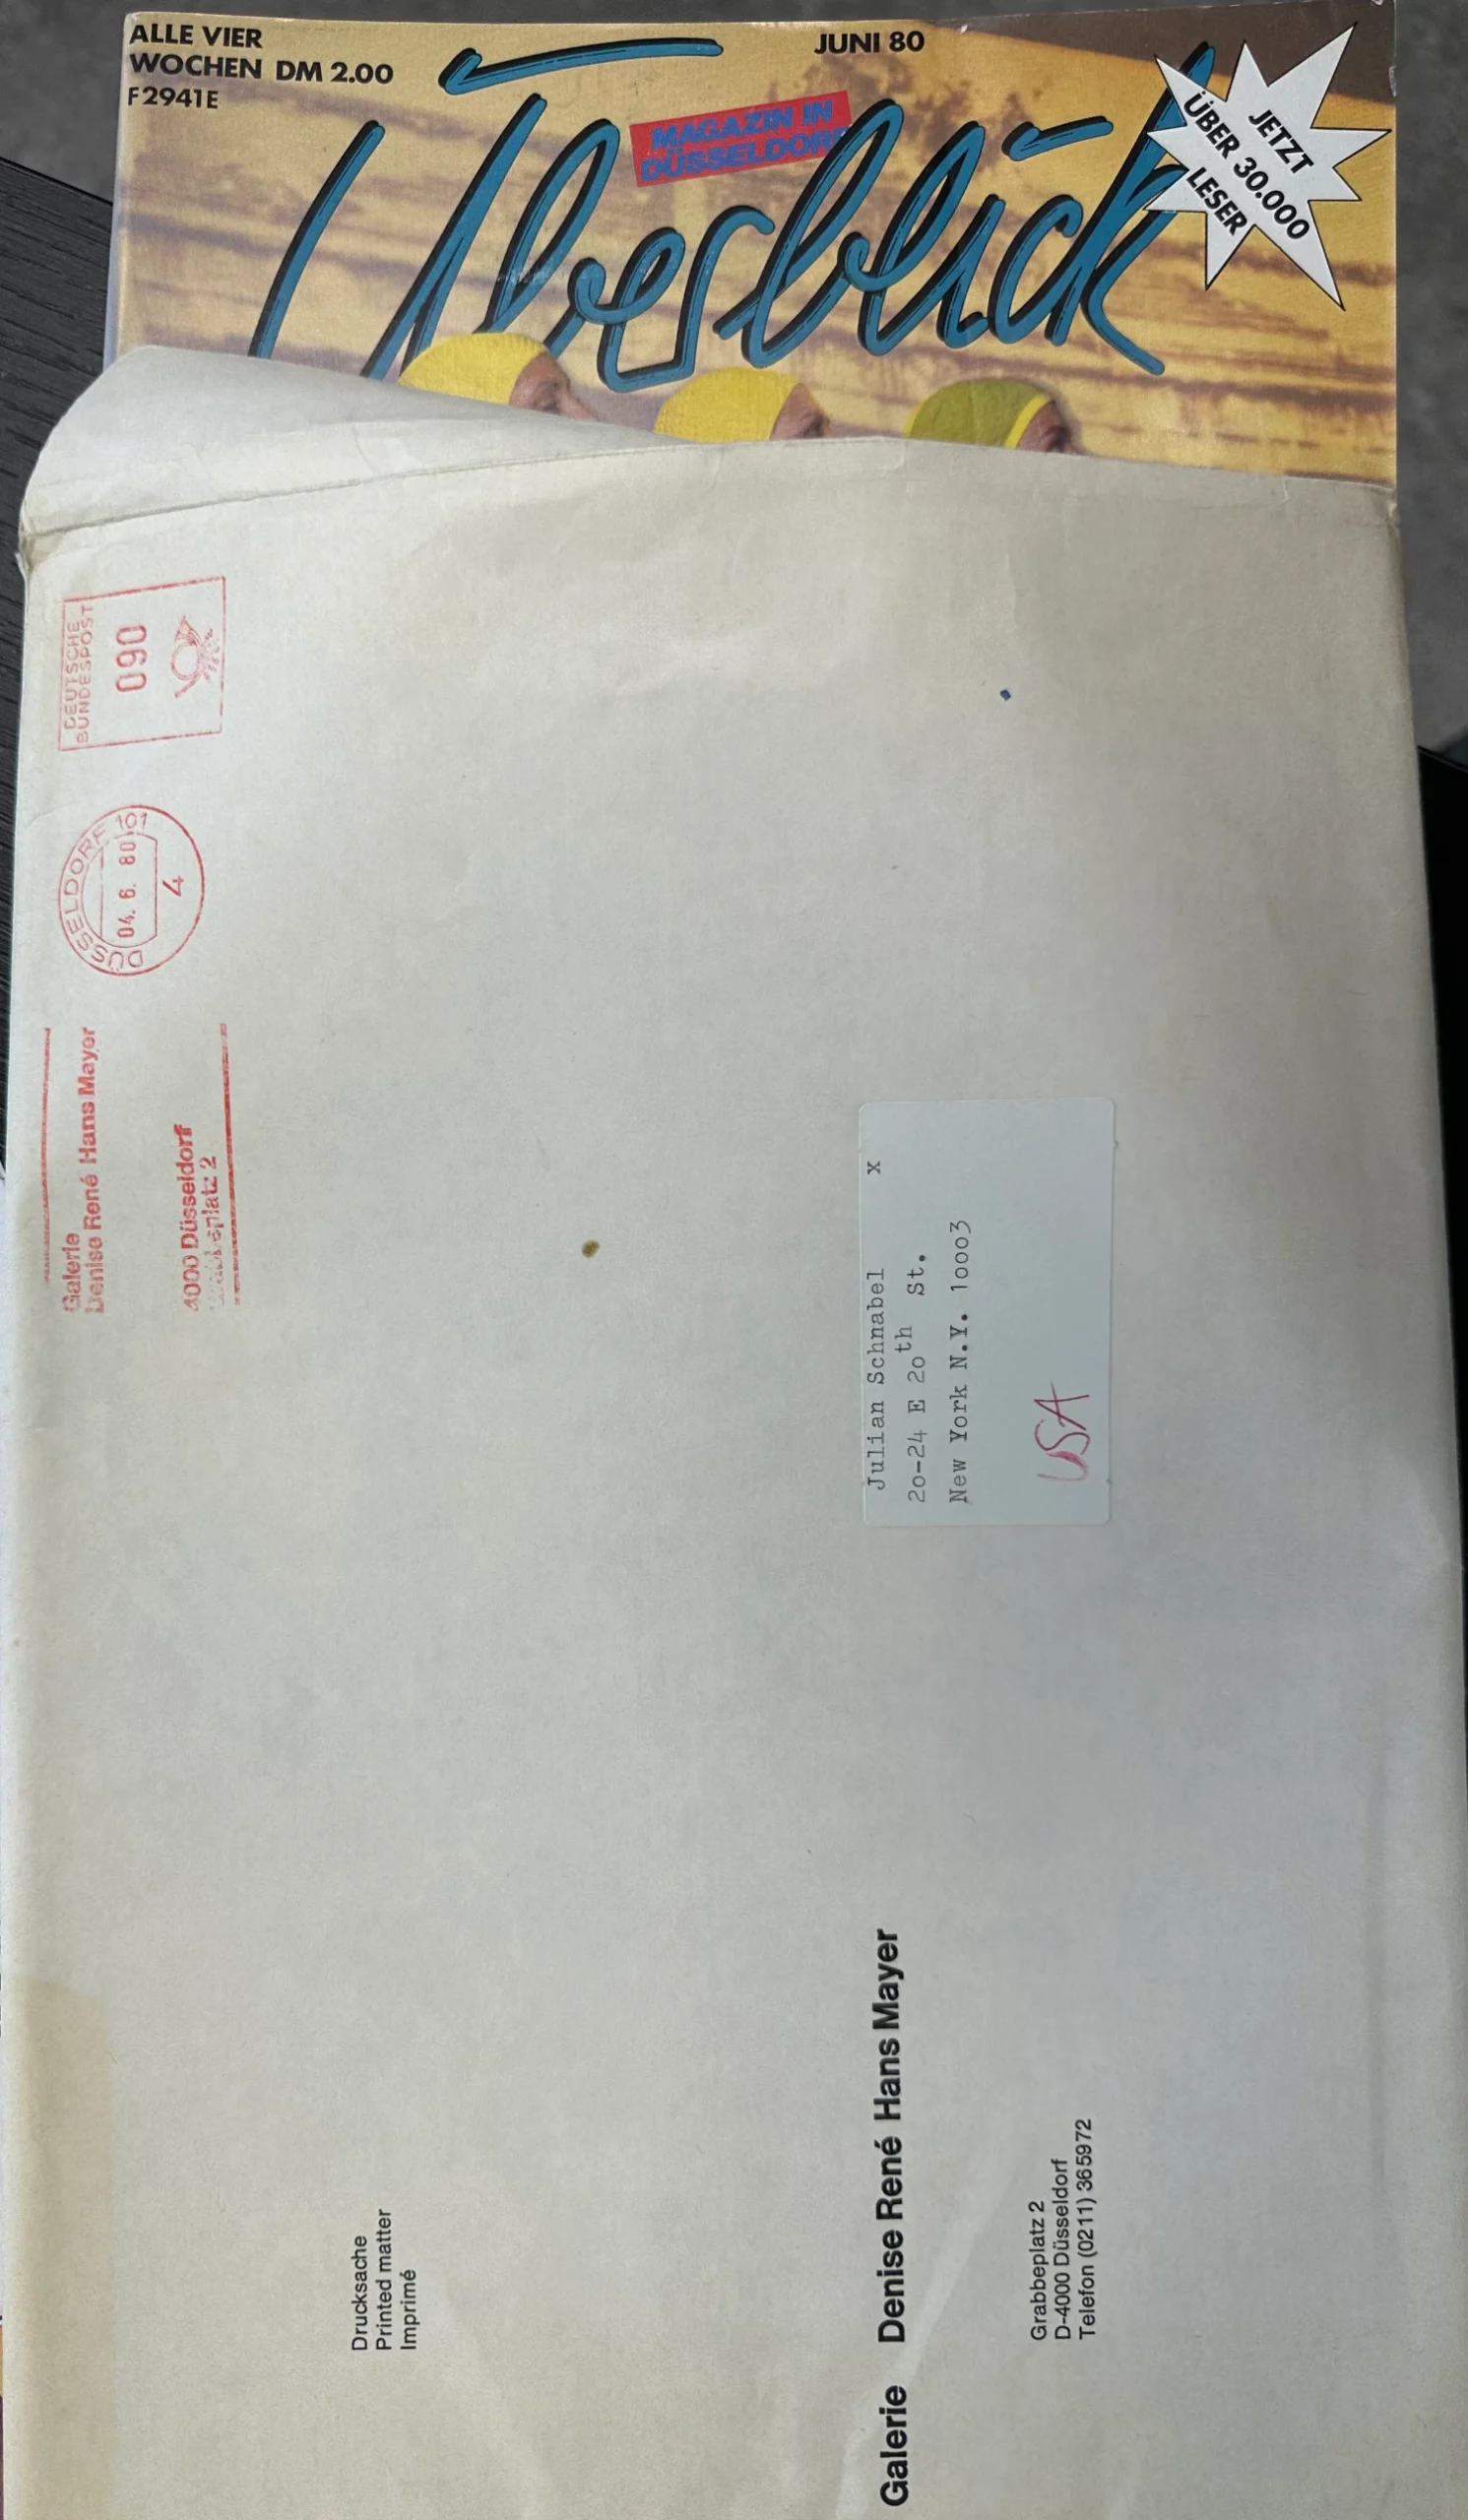 ALLE VIER
WOCHEN DM 2.00
F2941E
JUNI 80
MAGAZIN IN
DÜSSELDORF
Überblick
JETZT
ÜBER 30.000
LESER
DEUTSCHE
BUNDESPOST
090
DÜSSELDORF 101
04. 6. 80
4
Galerie
Denise René Hans Mayer
4000 Düsseldorf
Grabbeplatz 2
Julian Schnabel x
20-24 E 20th St.
New York N.Y. 10003
USA
Drucksache
Printed matter
Imprimé
Galerie Denise René Hans Mayer
Grabbeplatz 2
D-4000 Düsseldorf
Telefon (0211) 365972